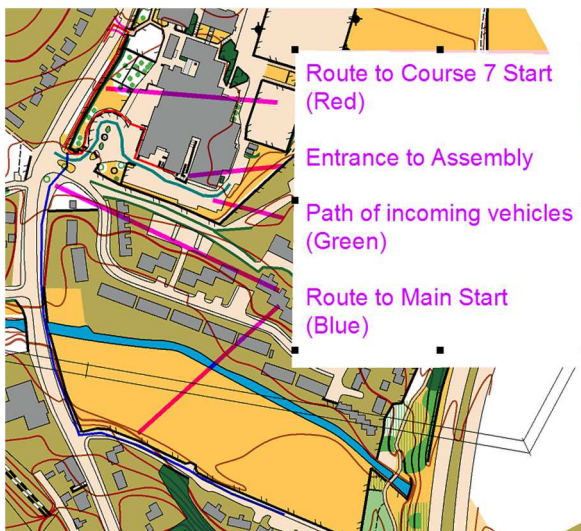 Route to Course 7 Start
(Red)
Entrance to Assembly
Path of incoming vehicles
(Green)
Route to Main Start
(Blue)